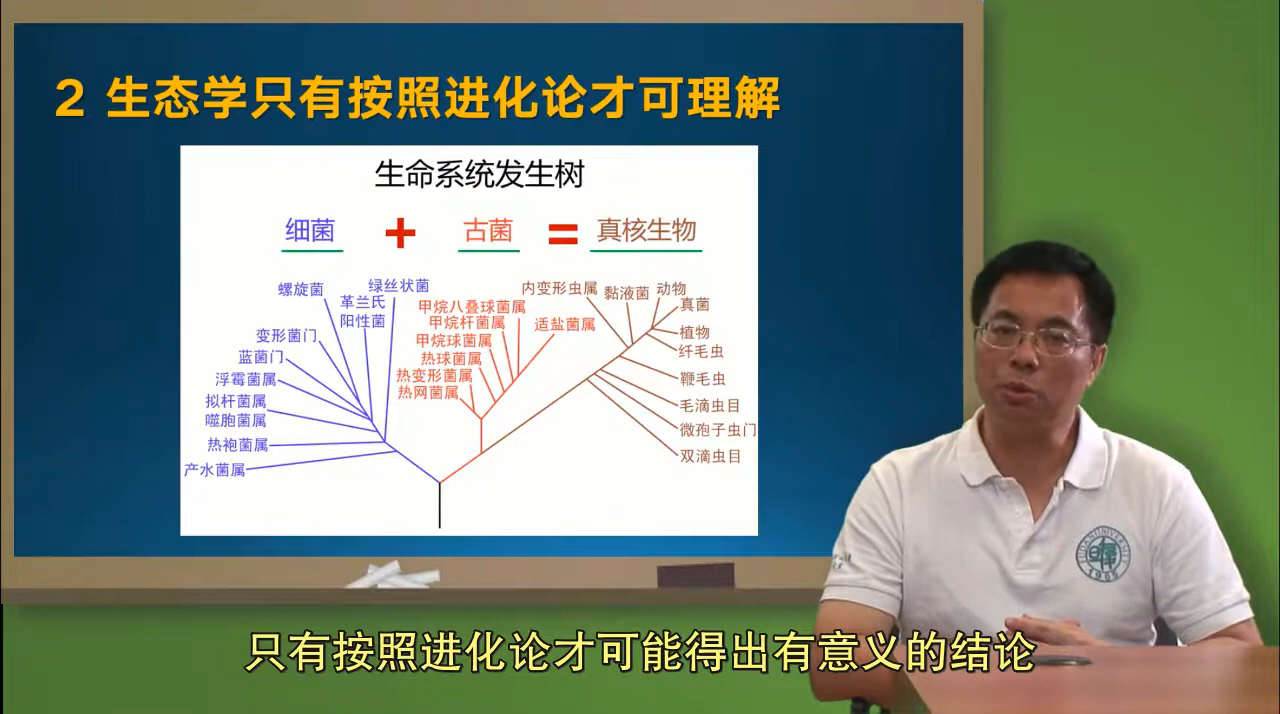 2 生态学只有按照进化论才可理解
生命系统发生树
细菌 + 古菌 = 真核生物
螺旋菌
绿丝状菌
革兰氏
阳性菌
变形菌门
蓝菌门
浮霉菌属
拟杆菌属
噬胞菌属
热袍菌属
产水菌属
甲烷八叠球菌属
甲烷杆菌属
适盐菌属
甲烷球菌属
热球菌属
热变形菌属
热网菌属
内变形虫属
黏液菌
动物
真菌
植物
纤毛虫
鞭毛虫
毛滴虫目
微孢子虫门
双滴虫目
1905
只有按照进化论才可能得出有意义的结论